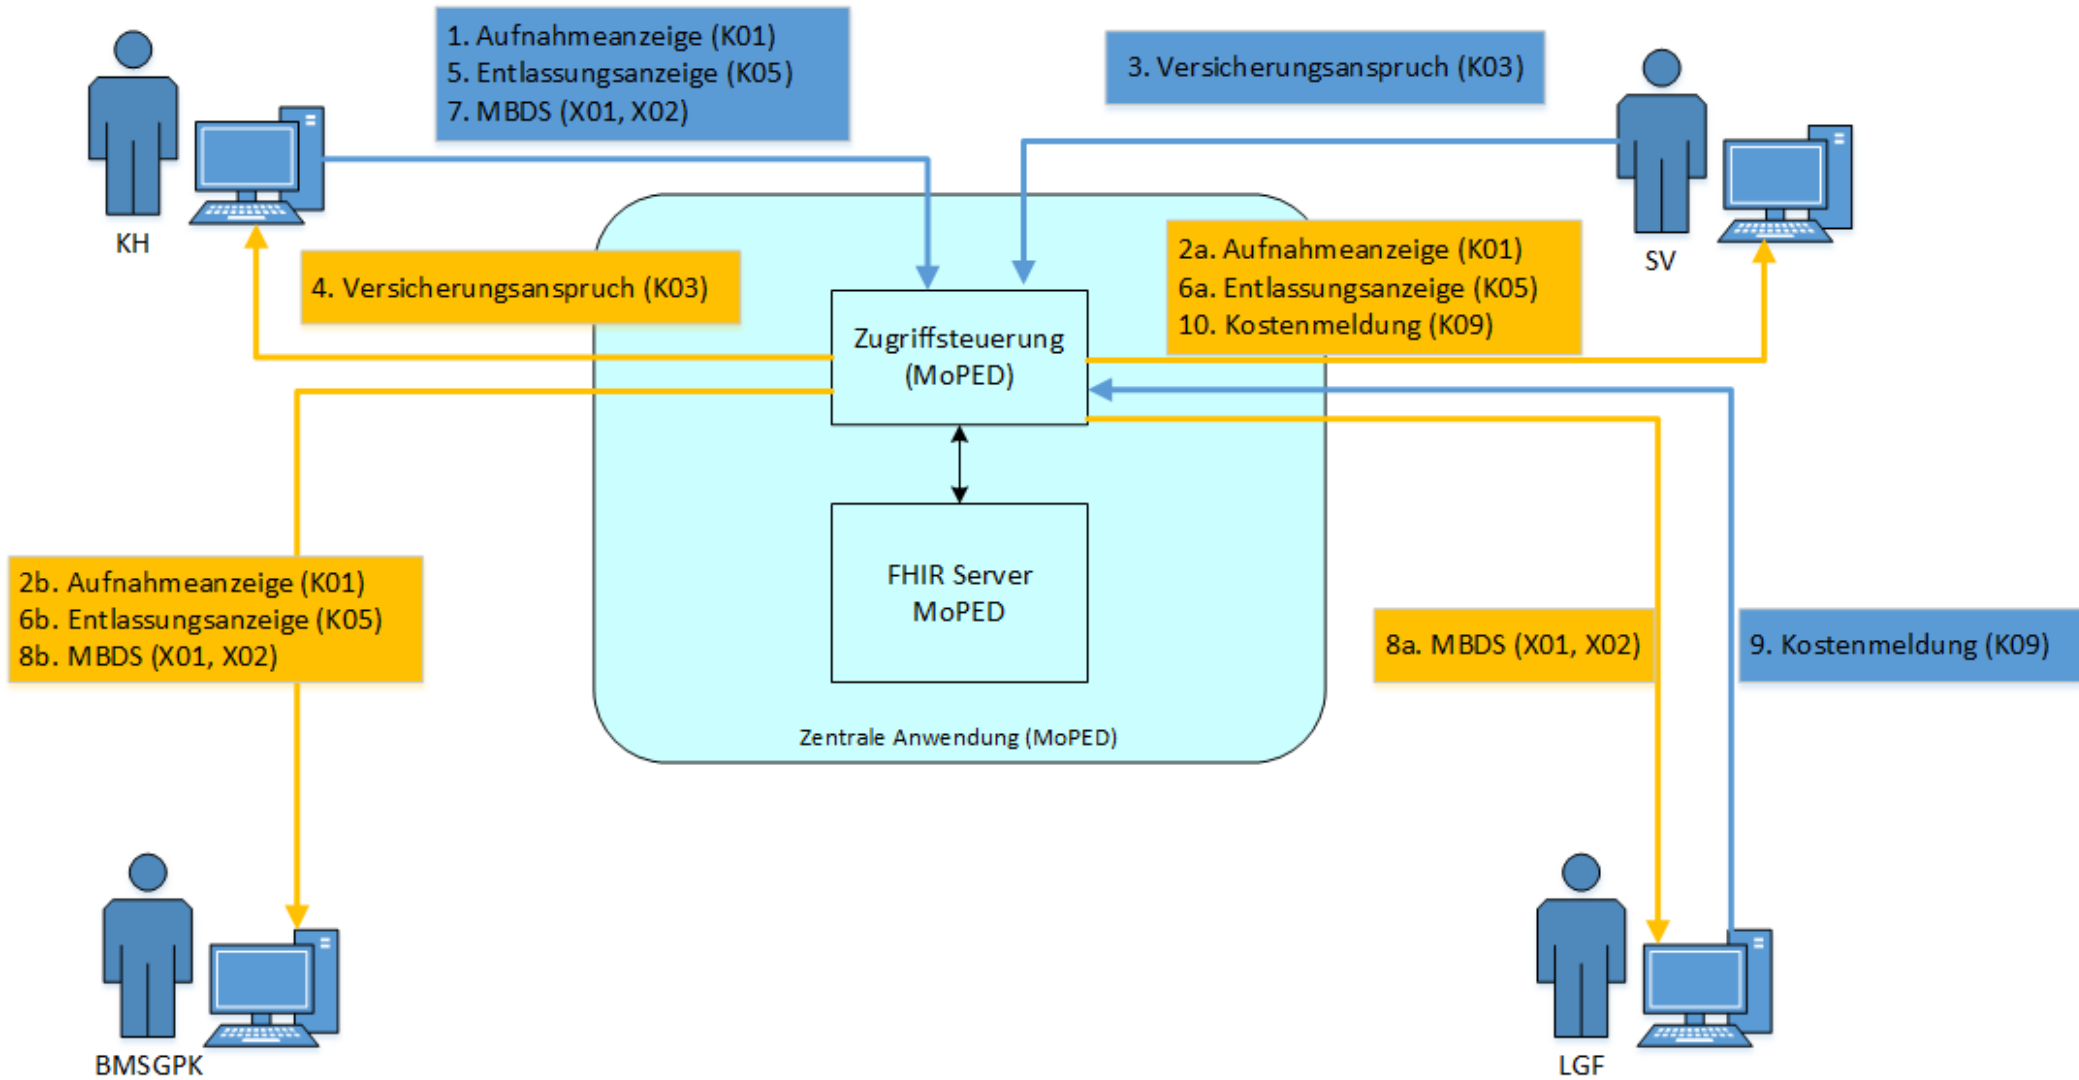 1. Aufnahmeanzeige (K01)
5. Entlassungsanzeige (K05)
7. MBDS (X01, X02)
3. Versicherungsanspruch (K03)
KH
SV
4. Versicherungsanspruch (K03)
2a. Aufnahmeanzeige (K01)
6a. Entlassungsanzeige (K05)
10. Kostenmeldung (K09)
Zugriffsteuerung
(MoPED)
FHIR Server
MoPED
Zentrale Anwendung (MoPED)
2b. Aufnahmeanzeige (K01)
6b. Entlassungsanzeige (K05)
8b. MBDS (X01, X02)
8a. MBDS (X01, X02)
9. Kostenmeldung (K09)
BMSGPK
LGF